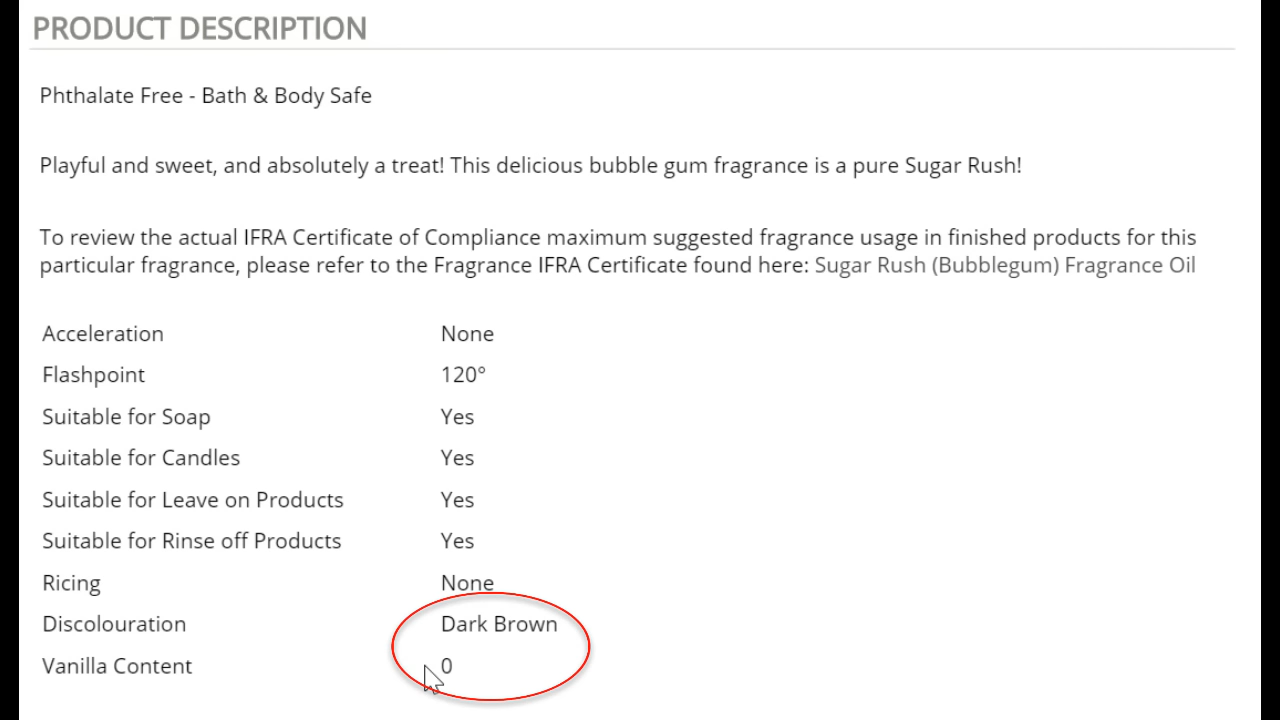 PRODUCT DESCRIPTION
Phthalate Free - Bath & Body Safe
Playful and sweet, and absolutely a treat! This delicious bubble gum fragrance is a pure Sugar Rush!
To review the actual IFRA Certificate of Compliance maximum suggested fragrance usage in finished products for this
particular fragrance, please refer to the Fragrance IFRA Certificate found here: Sugar Rush (Bubblegum) Fragrance Oil
Acceleration None
Flashpoint 120°
Suitable for Soap Yes
Suitable for Candles Yes
Suitable for Leave on Products Yes
Suitable for Rinse off Products Yes
Ricing None
Discolouration Dark Brown
Vanilla Content 0